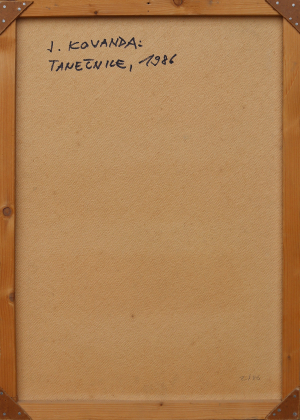 J. KOVANDA:
TANEČNICE, 1986